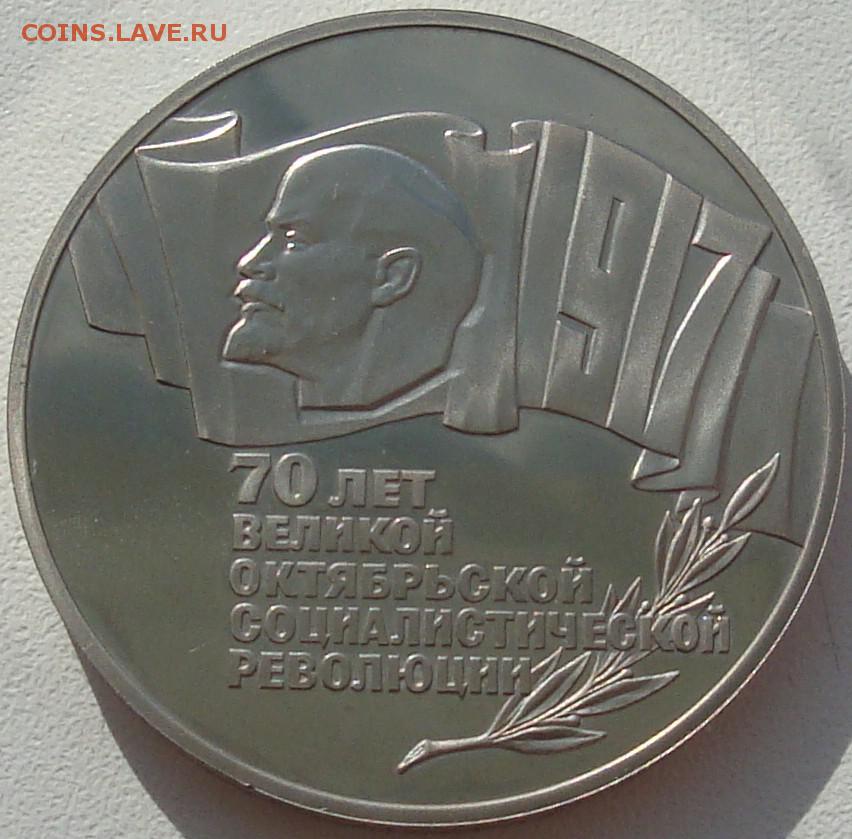 COINS.LAVE.RU
1917
70 ЛЕТ
ВЕЛИКОЙ
ОКТЯБРЬСКОЙ
СОЦИАЛИСТИЧЕСКОЙ
РЕВОЛЮЦИИ